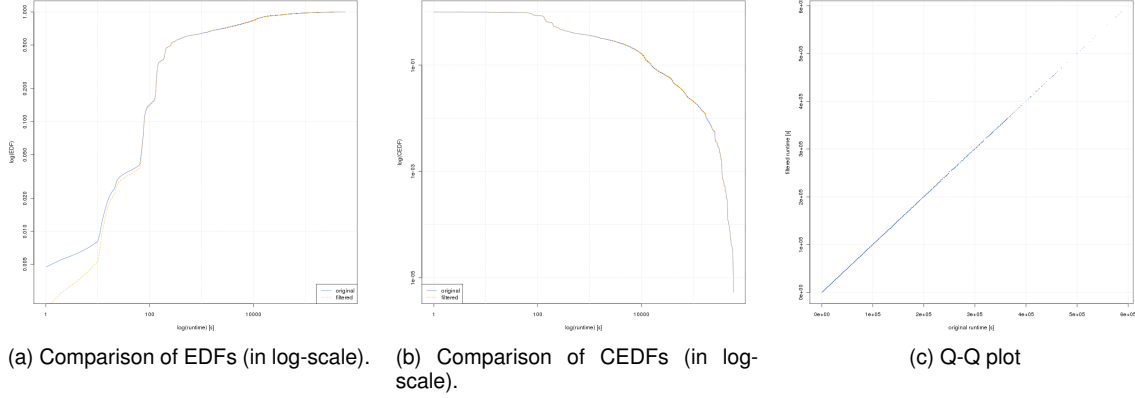 1.000
0.500
0.200
0.100
0.050
0.020
0.010
0.005
log(EDF)
1
100
10000
log(runtime) [s]
original
filtered
1e-01
1e-03
1e-05
log(CEDF)
1
100
10000
log(runtime) [s]
original
filtered
6e+05
5e+05
4e+05
3e+05
2e+05
1e+05
0e+00
filtered runtime [s]
0e+00
1e+05
2e+05
3e+05
4e+05
5e+05
6e+05
original runtime [s]
(a) Comparison of EDFs (in log-scale).
(b) Comparison of CEDFs (in log-
scale).
(c) Q-Q plot